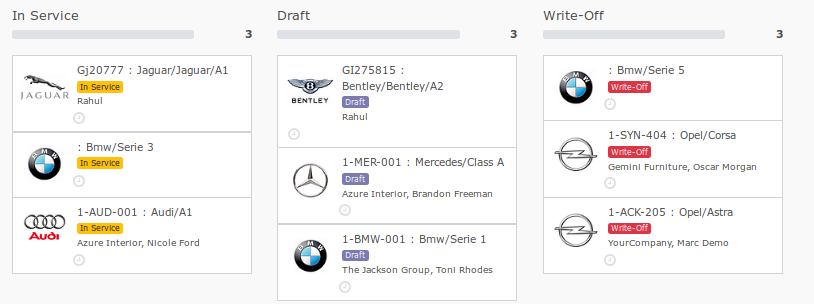 In Service
3
Gj20777 : Jaguar/Jaguar/A1
In Service
Rahul
JAGUAR
: Bmw/Serie 3
In Service
BMW
1-AUD-001 : Audi/A1
In Service
Azure Interior, Nicole Ford
Audi
Draft
3
GI275815 :
Bentley/Bentley/A2
Draft
Rahul
BENTLEY
1-MER-001 : Mercedes/Class A
Draft
Azure Interior, Brandon Freeman
1-BMW-001 : Bmw/Serie 1
Draft
The Jackson Group, Toni Rhodes
BMW
Write-Off
3
: Bmw/Serie 5
Write-Off
BMW
1-SYN-404 : Opel/Corsa
Write-Off
Gemini Furniture, Oscar Morgan
1-ACK-205 : Opel/Astra
Write-Off
YourCompany, Marc Demo